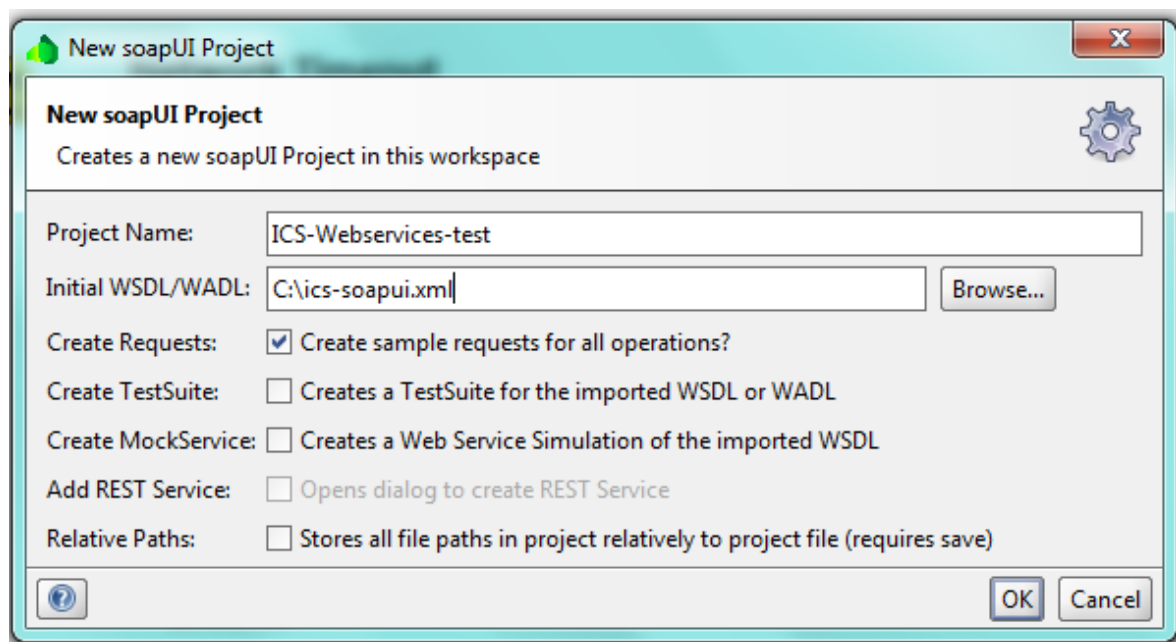 New soapUI Project
New soapUI Project
Creates a new soapUI Project in this workspace
Project Name: ICS-Webservices-test
Initial WSDL/WADL: C:\ics-soapui.xml Browse...
Create Requests: Create sample requests for all operations?
Create TestSuite: Creates a TestSuite for the imported WSDL or WADL
Create MockService: Creates a Web Service Simulation of the imported WSDL
Add REST Service: Opens dialog to create REST Service
Relative Paths: Stores all file paths in project relatively to project file (requires save)
OK Cancel